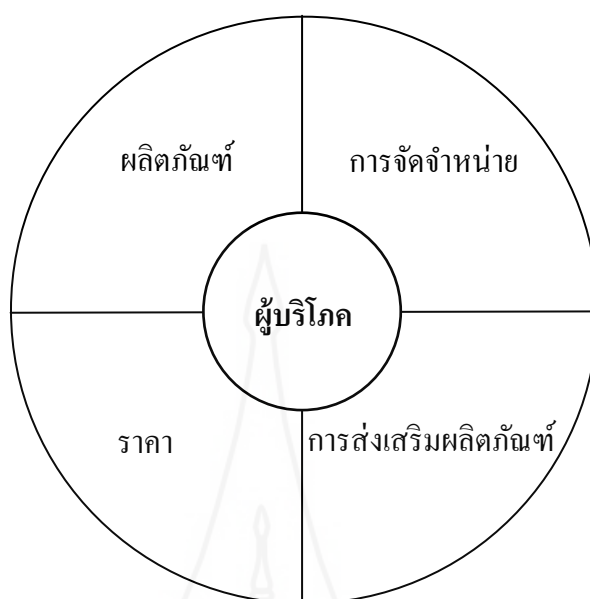 ผลิตภัณฑ์
การจัดจำหน่าย
ผู้บริโภค
ราคา
การส่งเสริมผลิตภัณฑ์